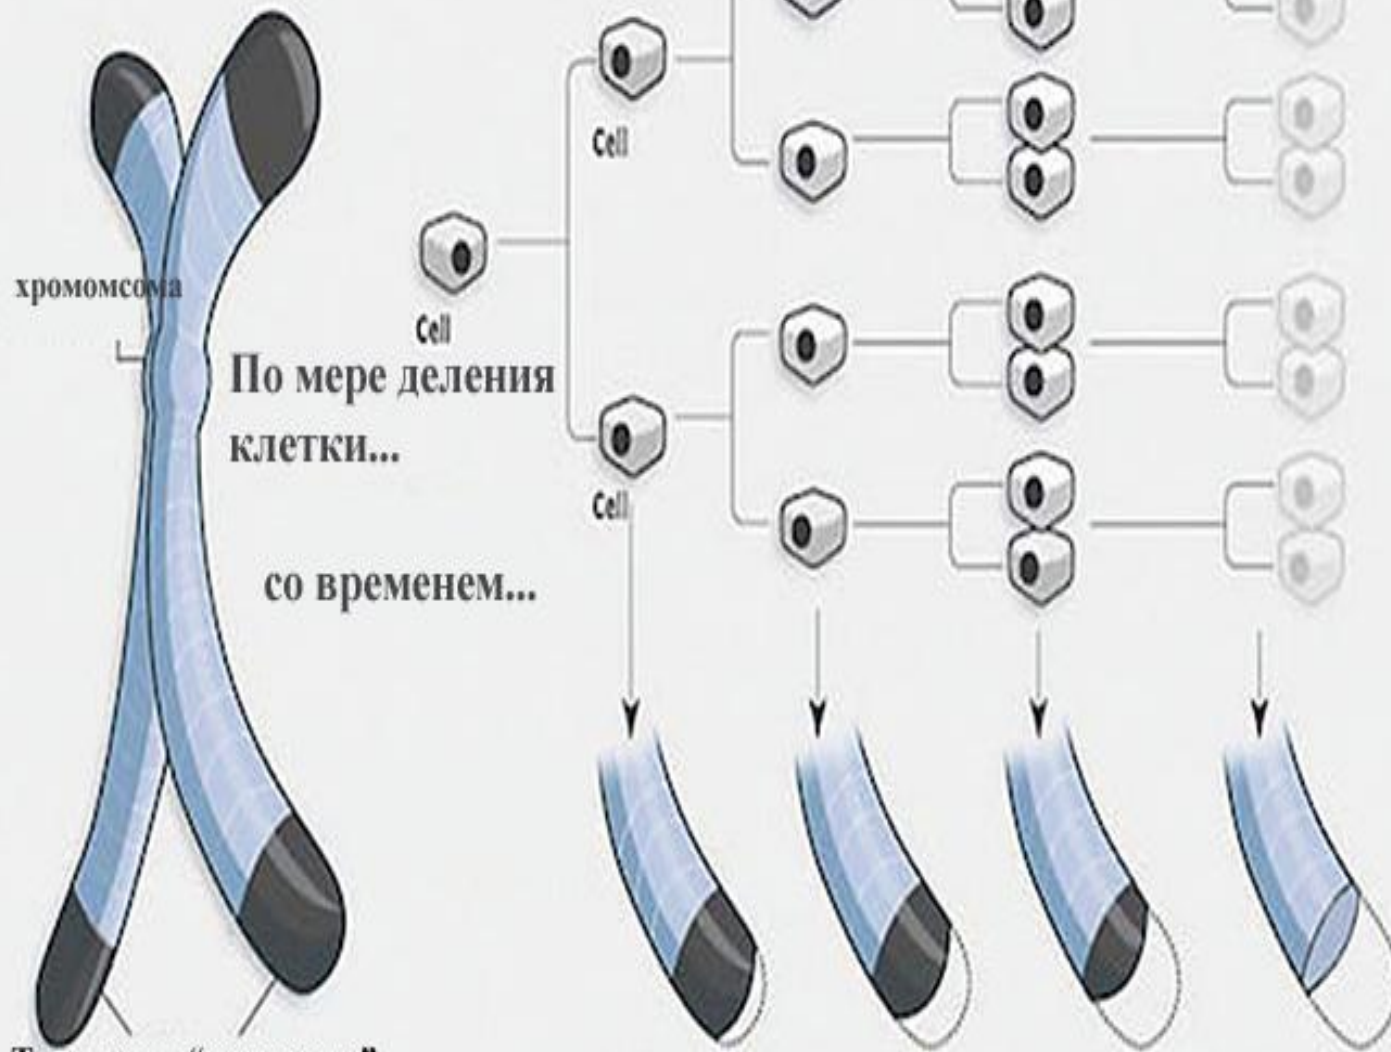 Cell
хромомсома
Cell
По мере деления
клетки...
Cell
со временем...